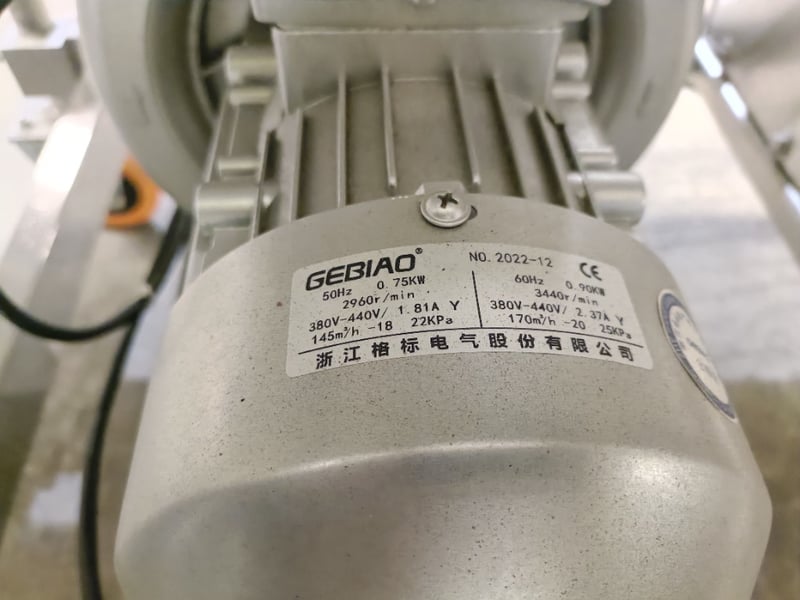 GEBIAO® NO. 2022-12 CE
50Hz 0.75KW
2960r/min
380V-440V/ 1.81A Y
145m³/h -18 22KPa
60Hz 0.90KW
3440r/min
380V-440V/ 2.37A Y
170m³/h -20 25KPa
浙江格标电气股份有限公司